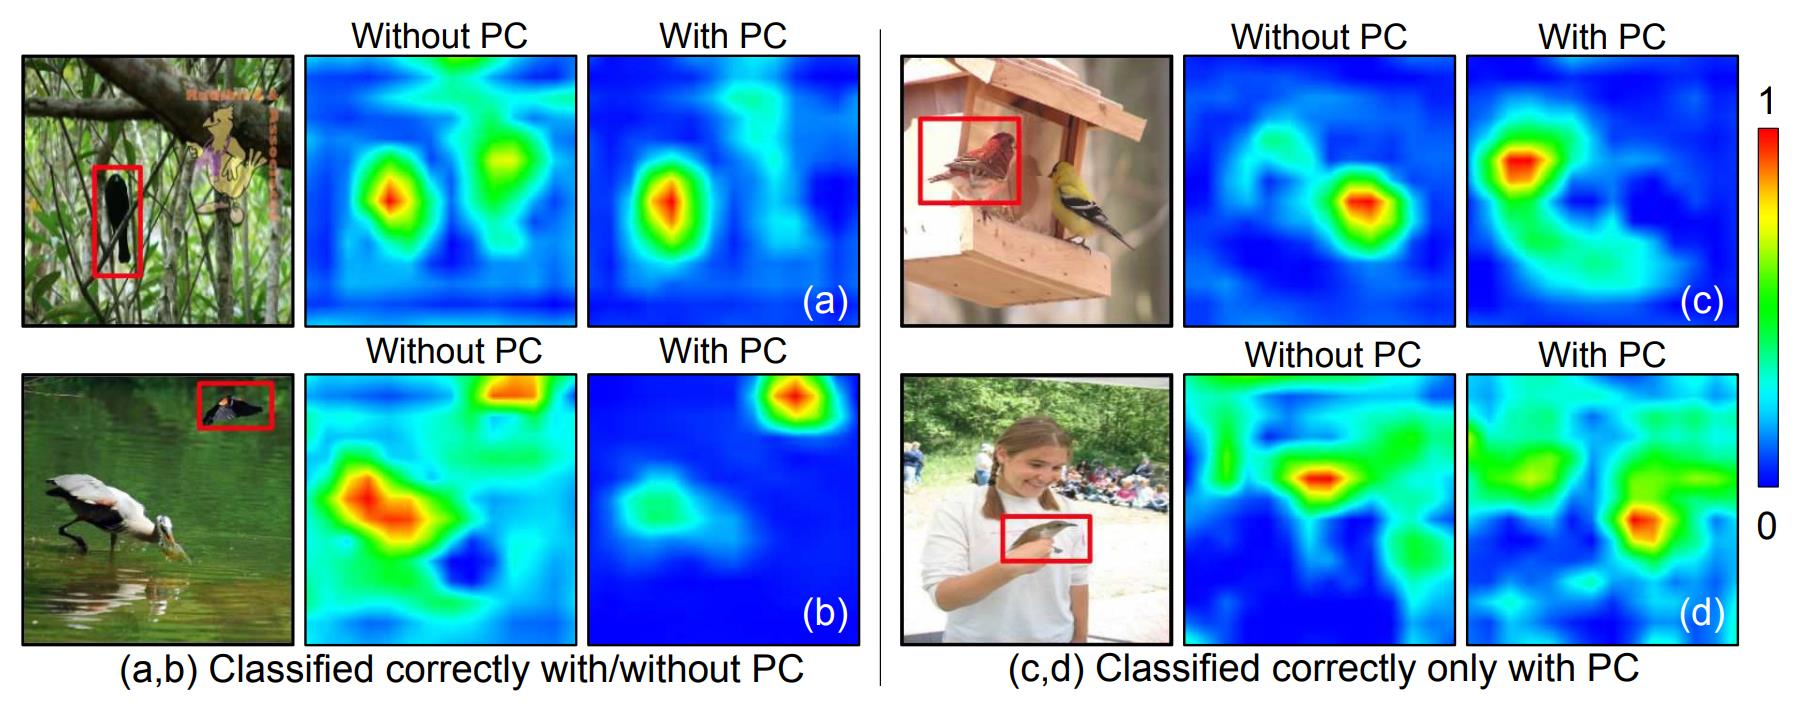 Without PC
With PC
Without PC
With PC
(a)
(c)
1
0
Without PC
With PC
Without PC
With PC
(b)
(d)
(a,b) Classified correctly with/without PC
(c,d) Classified correctly only with PC